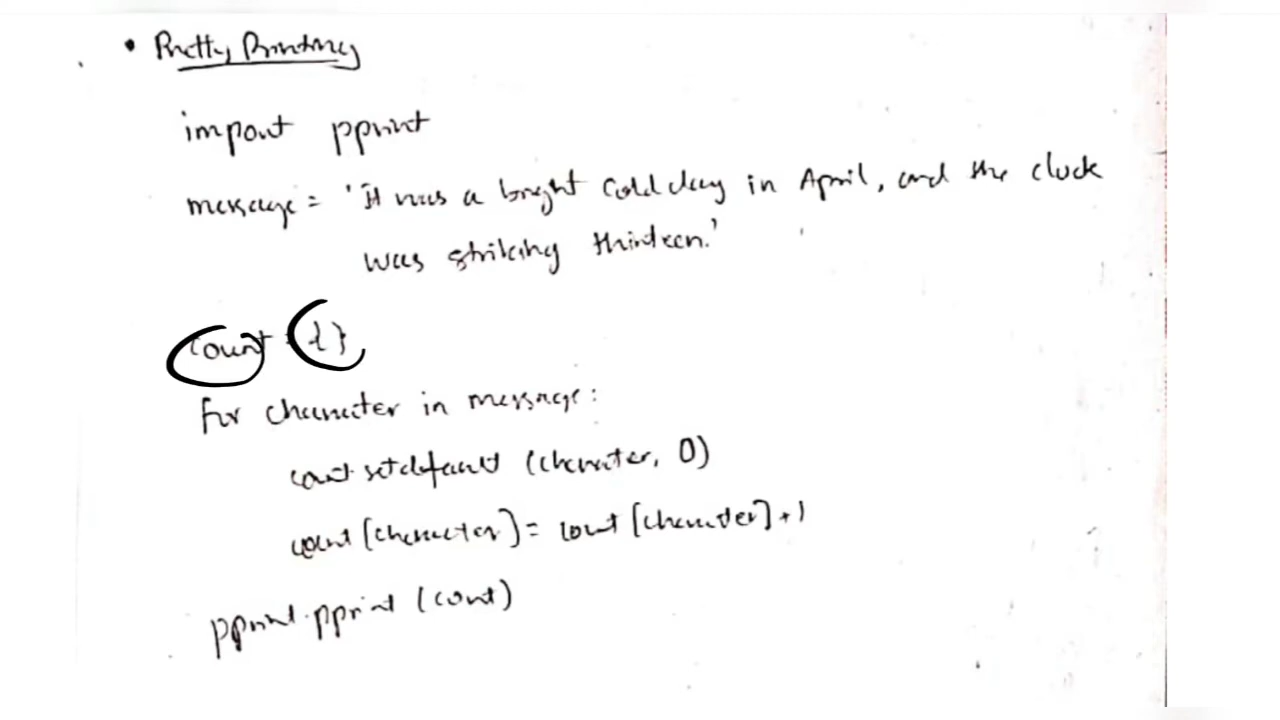 • Pretty Printing
import pprint
message = 'It was a bright cold day in April, and the clock
was striking thirteen.'
count = {}
for character in message:
count.setdefault (character, 0)
count [character] = count [character] + 1
pprint.pprint (count)